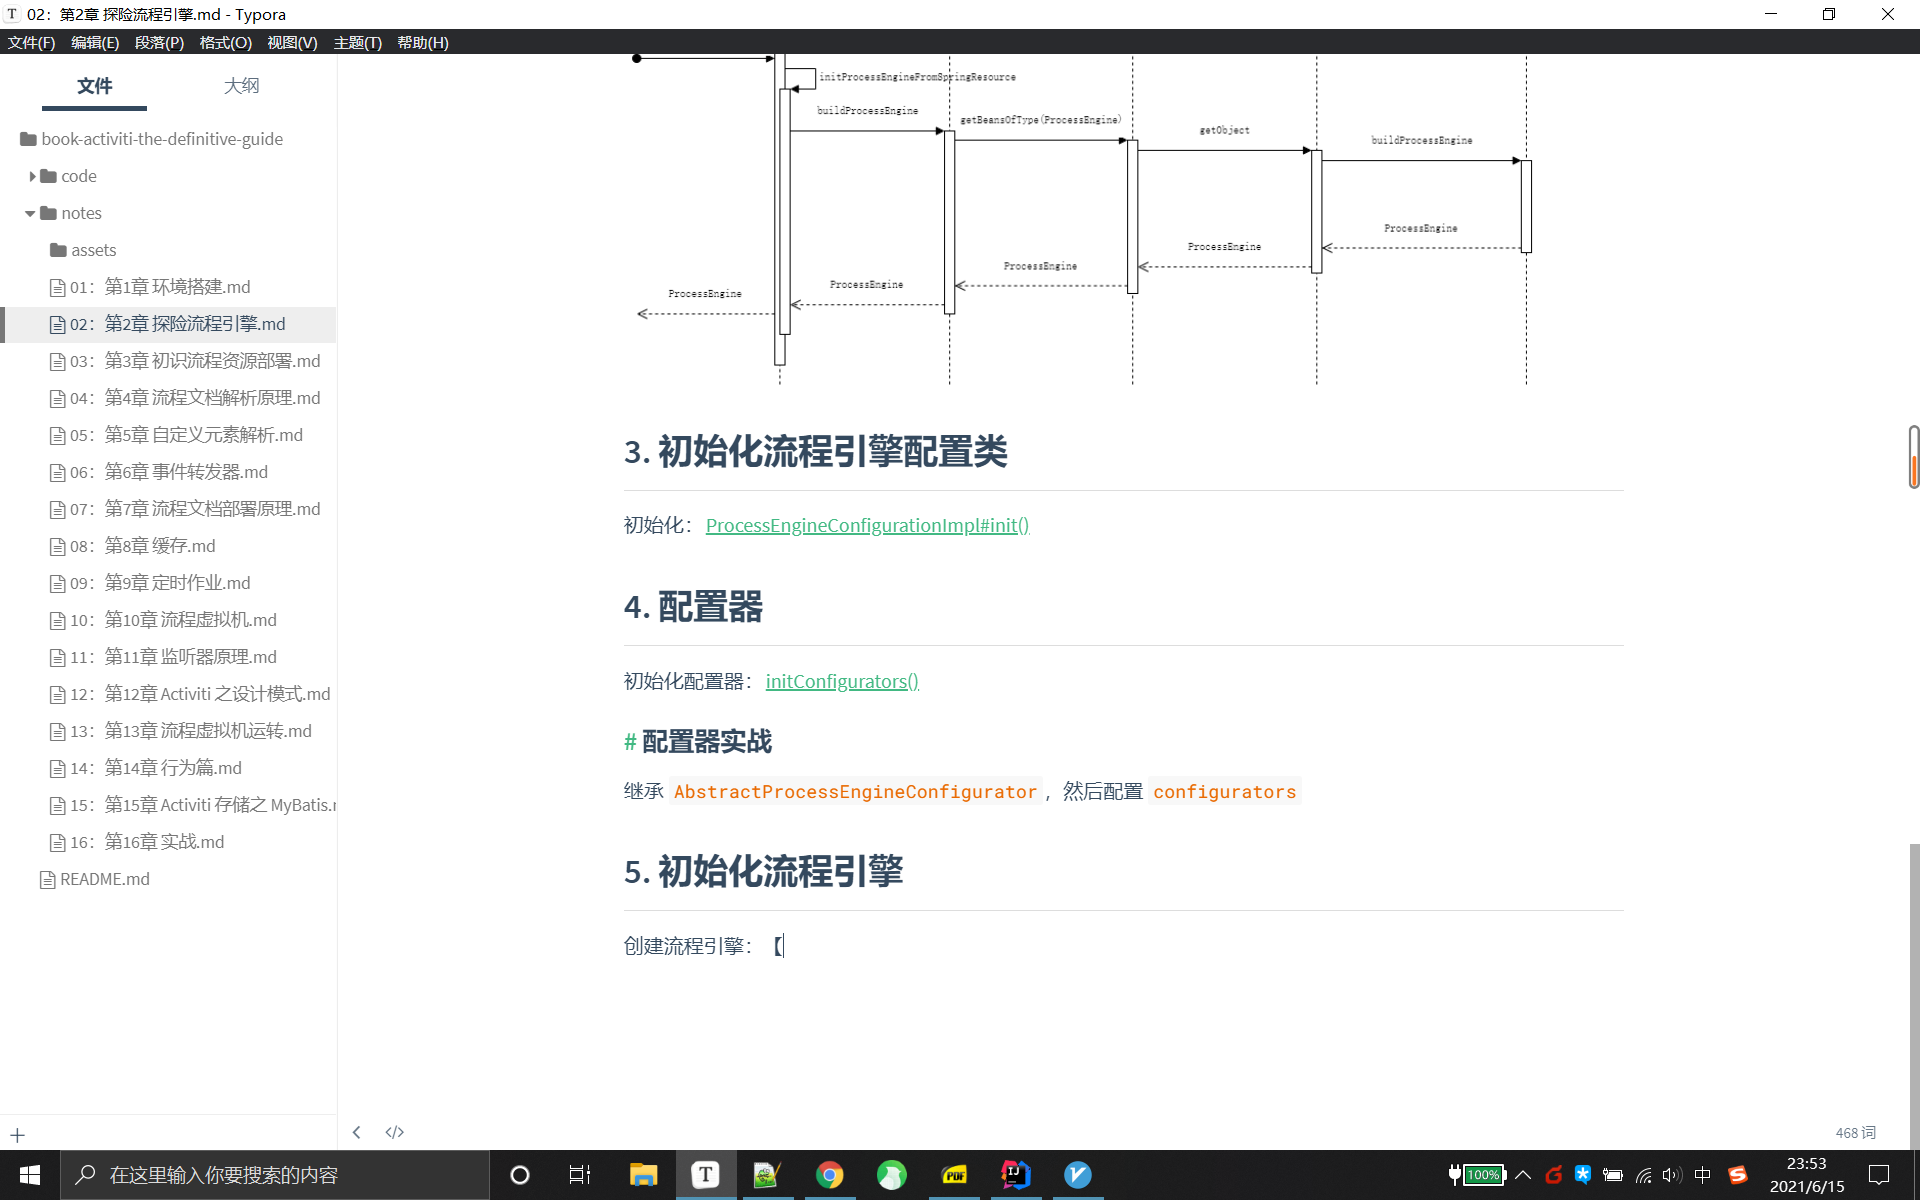 02：第2章 探险流程引擎.md - Typora
文件(F) 编辑(E) 段落(P) 格式(O) 视图(V) 主题(T) 帮助(H)
文件 大纲
book-activiti-the-definitive-guide
code
notes
assets
01：第1章 环境搭建.md
02：第2章 探险流程引擎.md
03：第3章 初识流程资源部署.md
04：第4章 流程文档解析原理.md
05：第5章 自定义元素解析.md
06：第6章 事件转发器.md
07：第7章 流程文档部署原理.md
08：第8章 缓存.md
09：第9章 定时作业.md
10：第10章 流程虚拟机.md
11：第11章 监听器原理.md
12：第12章 Activiti 之设计模式.md
13：第13章 流程虚拟机运转.md
14：第14章 行为篇.md
15：第15章 Activiti 存储之 MyBatis.r
16：第16章 实战.md
README.md
initProcessEngineFromSpringResource
buildProcessEngine
getBeansOfType(ProcessEngine)
getObject
buildProcessEngine
ProcessEngine
ProcessEngine
ProcessEngine
ProcessEngine
ProcessEngine
3. 初始化流程引擎配置类
初始化：ProcessEngineConfigurationImpl#init()
4. 配置器
初始化配置器：initConfigurators()
# 配置器实战
继承 AbstractProcessEngineConfigurator，然后配置 configurators
5. 初始化流程引擎
创建流程引擎：【
468 词
在这里输入你要搜索的内容
100%
中
23:53
2021/6/15